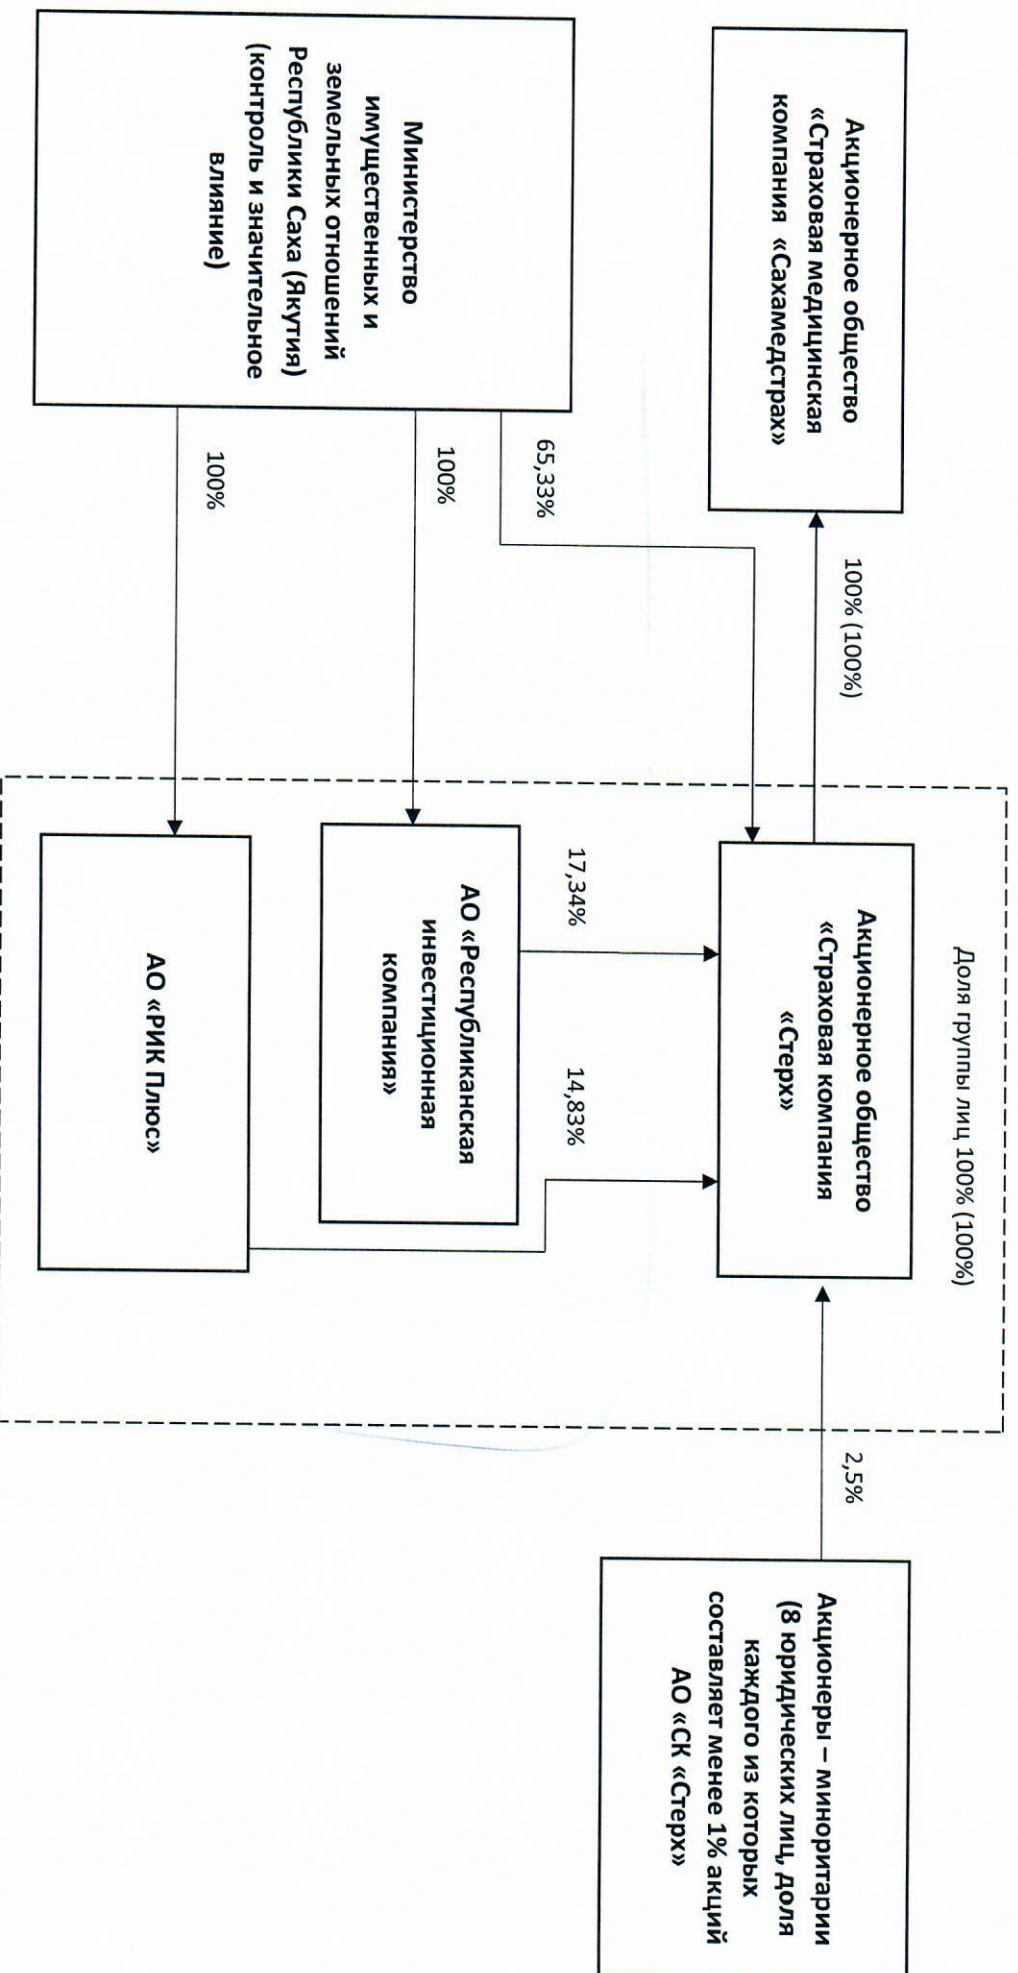 Акционерное общество
«Страховая медицинская
компания «Сахамедстрах»
100% (100%)
Доля группы лиц 100% (100%)
Акционерное общество
«Страховая компания
«Стерх»
2,5%
Акционеры – миноритарии
(8 юридических лиц, доля
каждого из которых
составляет менее 1% акций
АО «СК «Стерх»
Министерство
имущественных и
земельных отношений
Республики Саха (Якутия)
(контроль и значительное
влияние)
65,33%
100%
100%
17,34%
14,83%
АО «Республиканская
инвестиционная
компания»
АО «РИК Плюс»